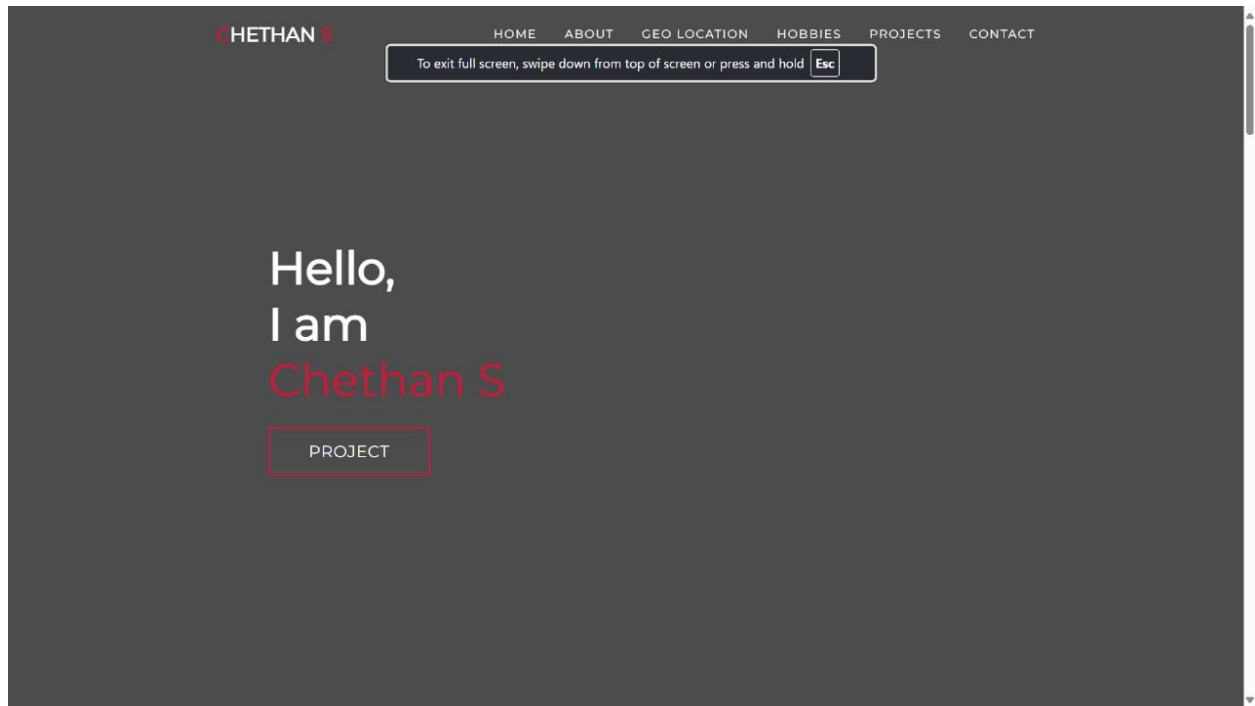 CHETHAN S
HOME ABOUT GEO LOCATION HOBBIES PROJECTS CONTACT
To exit full screen, swipe down from top of screen or press and hold Esc
Hello,
I am
Chethan S
PROJECT